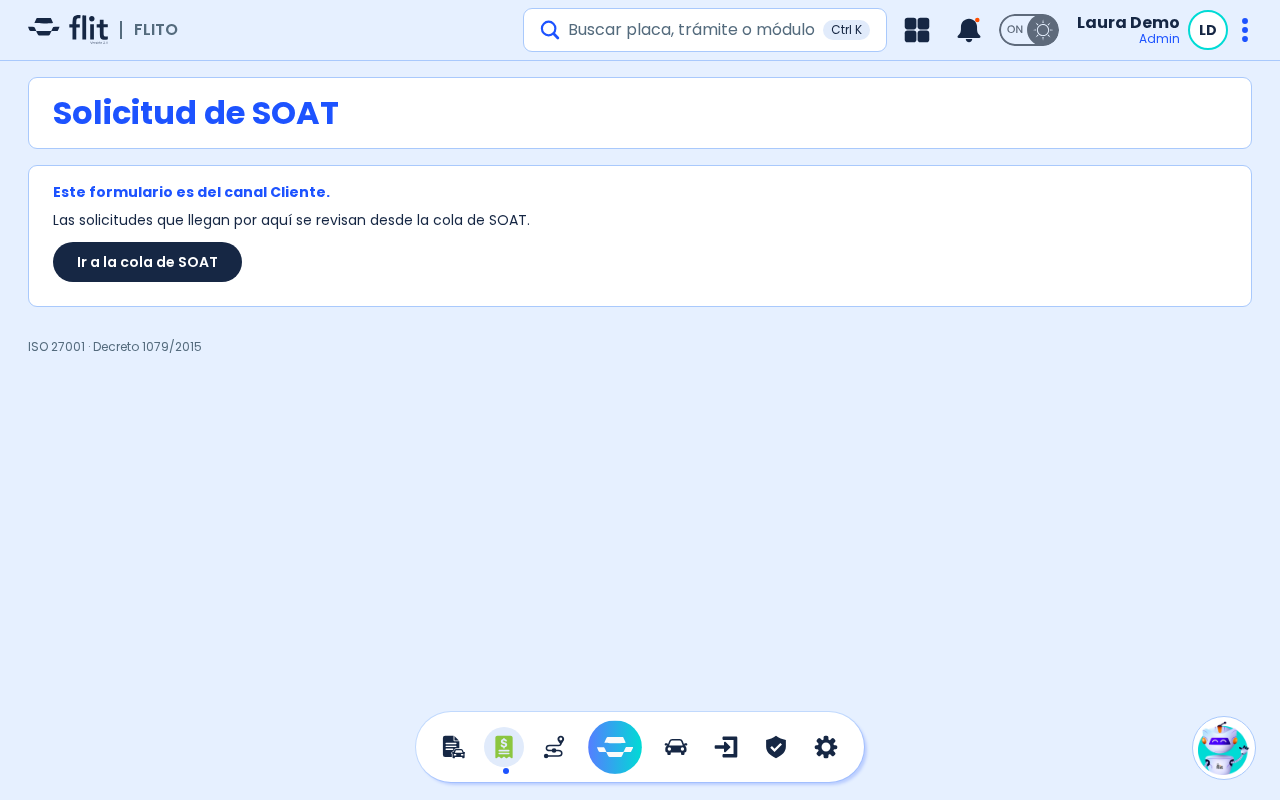 flit
FLITO
Buscar placa, trámite o módulo
Ctrl K
ON
Laura Demo
Admin
LD
Solicitud de SOAT
Este formulario es del canal Cliente.
Las solicitudes que llegan por aquí se revisan desde la cola de SOAT.
Ir a la cola de SOAT
ISO 27001 · Decreto 1079/2015